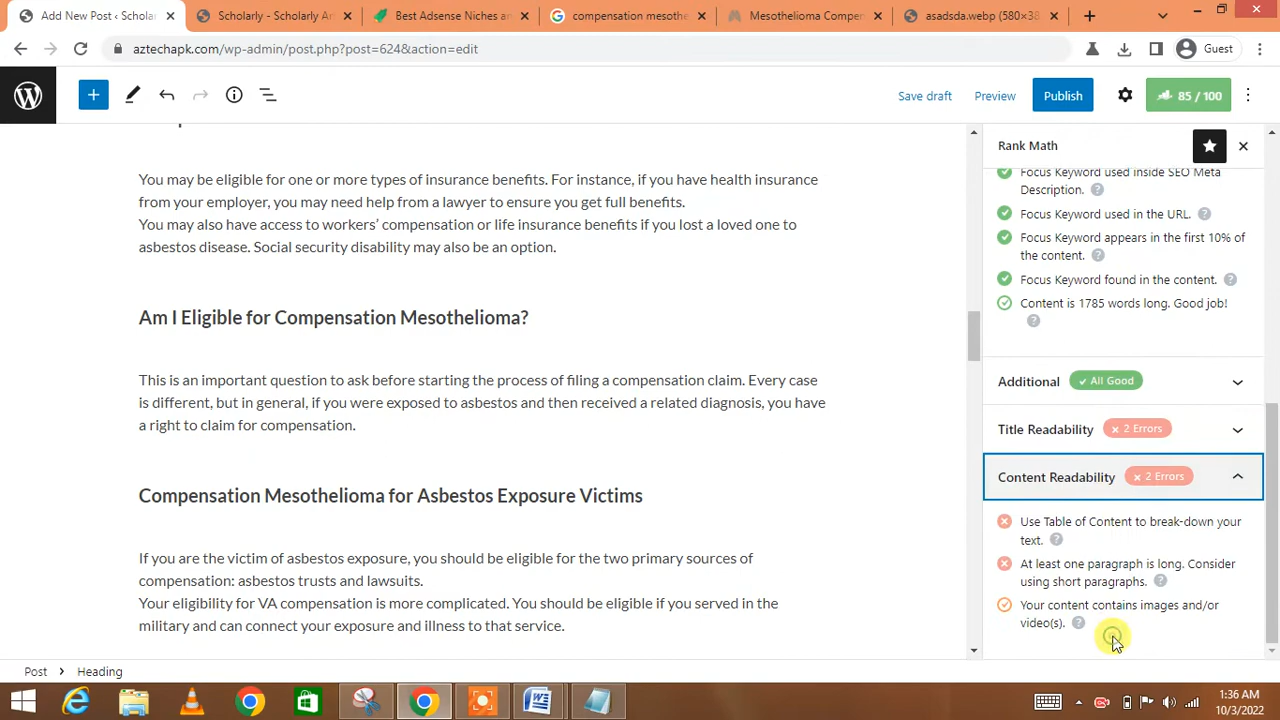 Add New Post ‹ Scholar
Scholarly - Scholarly An
Best Adsense Niches an
compensation mesothe
Mesothelioma Compen
asadsda.webp (580×38
aztechapk.com/wp-admin/post.php?post=624&action=edit
Guest
Save draft
Preview
Publish
85 / 100
Rank Math
You may be eligible for one or more types of insurance benefits. For instance, if you have health insurance
from your employer, you may need help from a lawyer to ensure you get full benefits.
You may also have access to workers’ compensation or life insurance benefits if you lost a loved one to
asbestos disease. Social security disability may also be an option.
Am I Eligible for Compensation Mesothelioma?
This is an important question to ask before starting the process of filing a compensation claim. Every case
is different, but in general, if you were exposed to asbestos and then received a related diagnosis, you have
a right to claim for compensation.
Compensation Mesothelioma for Asbestos Exposure Victims
If you are the victim of asbestos exposure, you should be eligible for the two primary sources of
compensation: asbestos trusts and lawsuits.
Your eligibility for VA compensation is more complicated. You should be eligible if you served in the
military and can connect your exposure and illness to that service.
Focus Keyword used inside SEO Meta
Description.
Focus Keyword used in the URL.
Focus Keyword appears in the first 10% of
the content.
Focus Keyword found in the content.
Content is 1785 words long. Good job!
Additional
All Good
Title Readability
× 2 Errors
Content Readability
× 2 Errors
Use Table of Content to break-down your
text.
At least one paragraph is long. Consider
using short paragraphs.
Your content contains images and/or
video(s).
Post
Heading
1:36 AM
10/3/2022